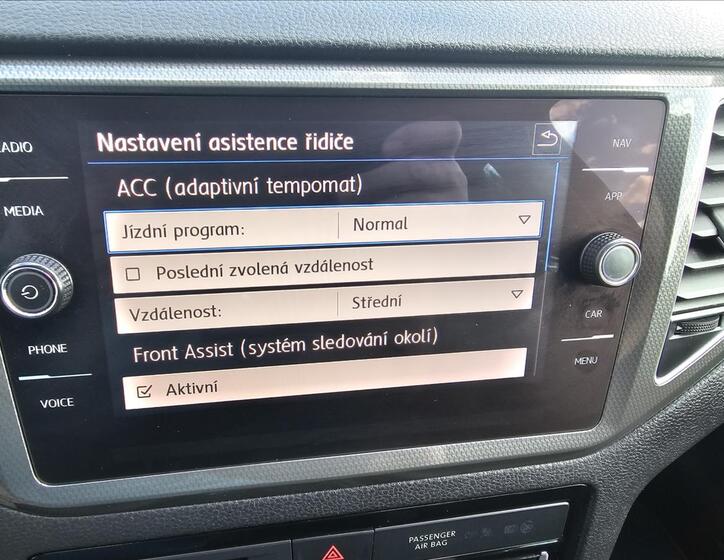 Nastavení asistence řidiče
NAV
ACC (adaptivní tempomat)
APP
MEDIA
Jízdní program: Normal
Poslední zvolená vzdálenost
Vzdálenost: Střední
CAR
PHONE
Front Assist (systém sledování okolí)
MENU
Aktivní
VOICE
PASSENGER
AIR BAG